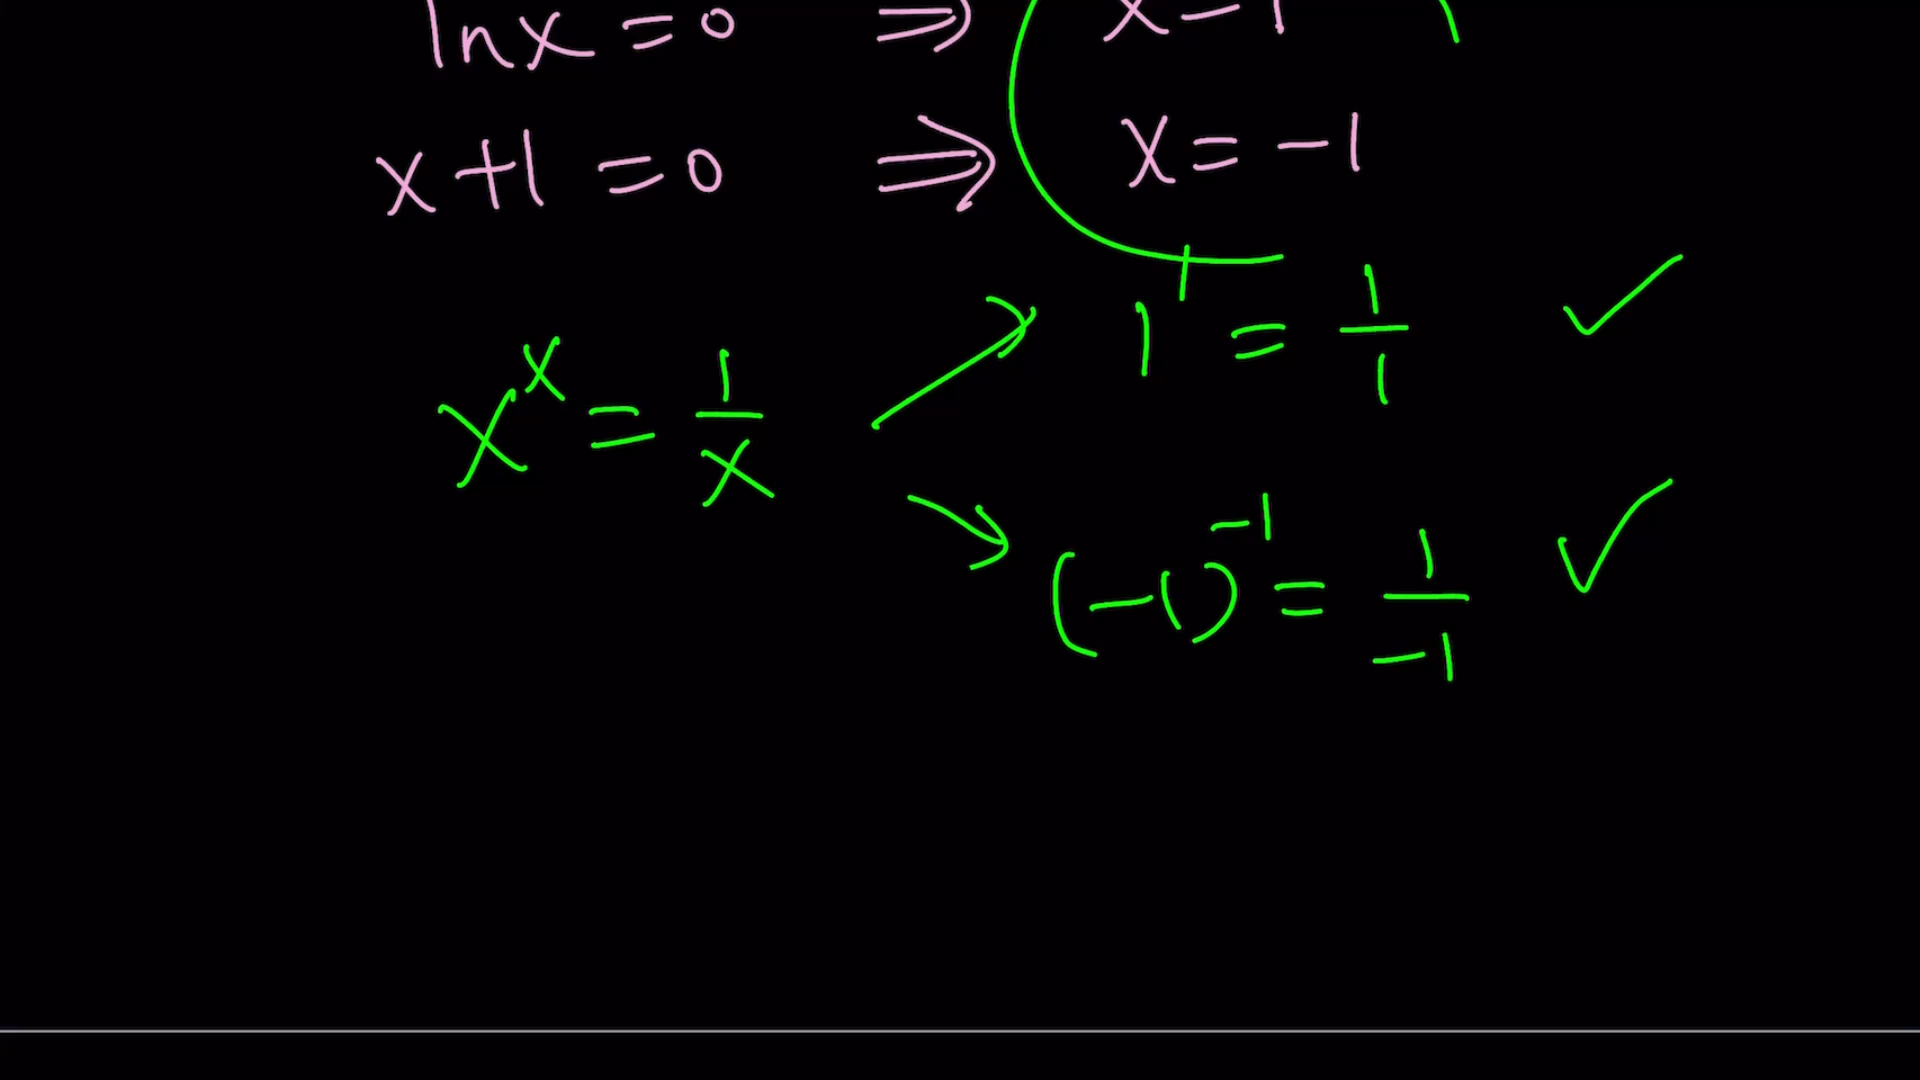 ln x = 0 ⇒ x = 1
x + 1 = 0 ⇒ x = -1
1^1 = 1/1 ✓
x^x = 1/x
(-1)^-1 = 1/-1 ✓